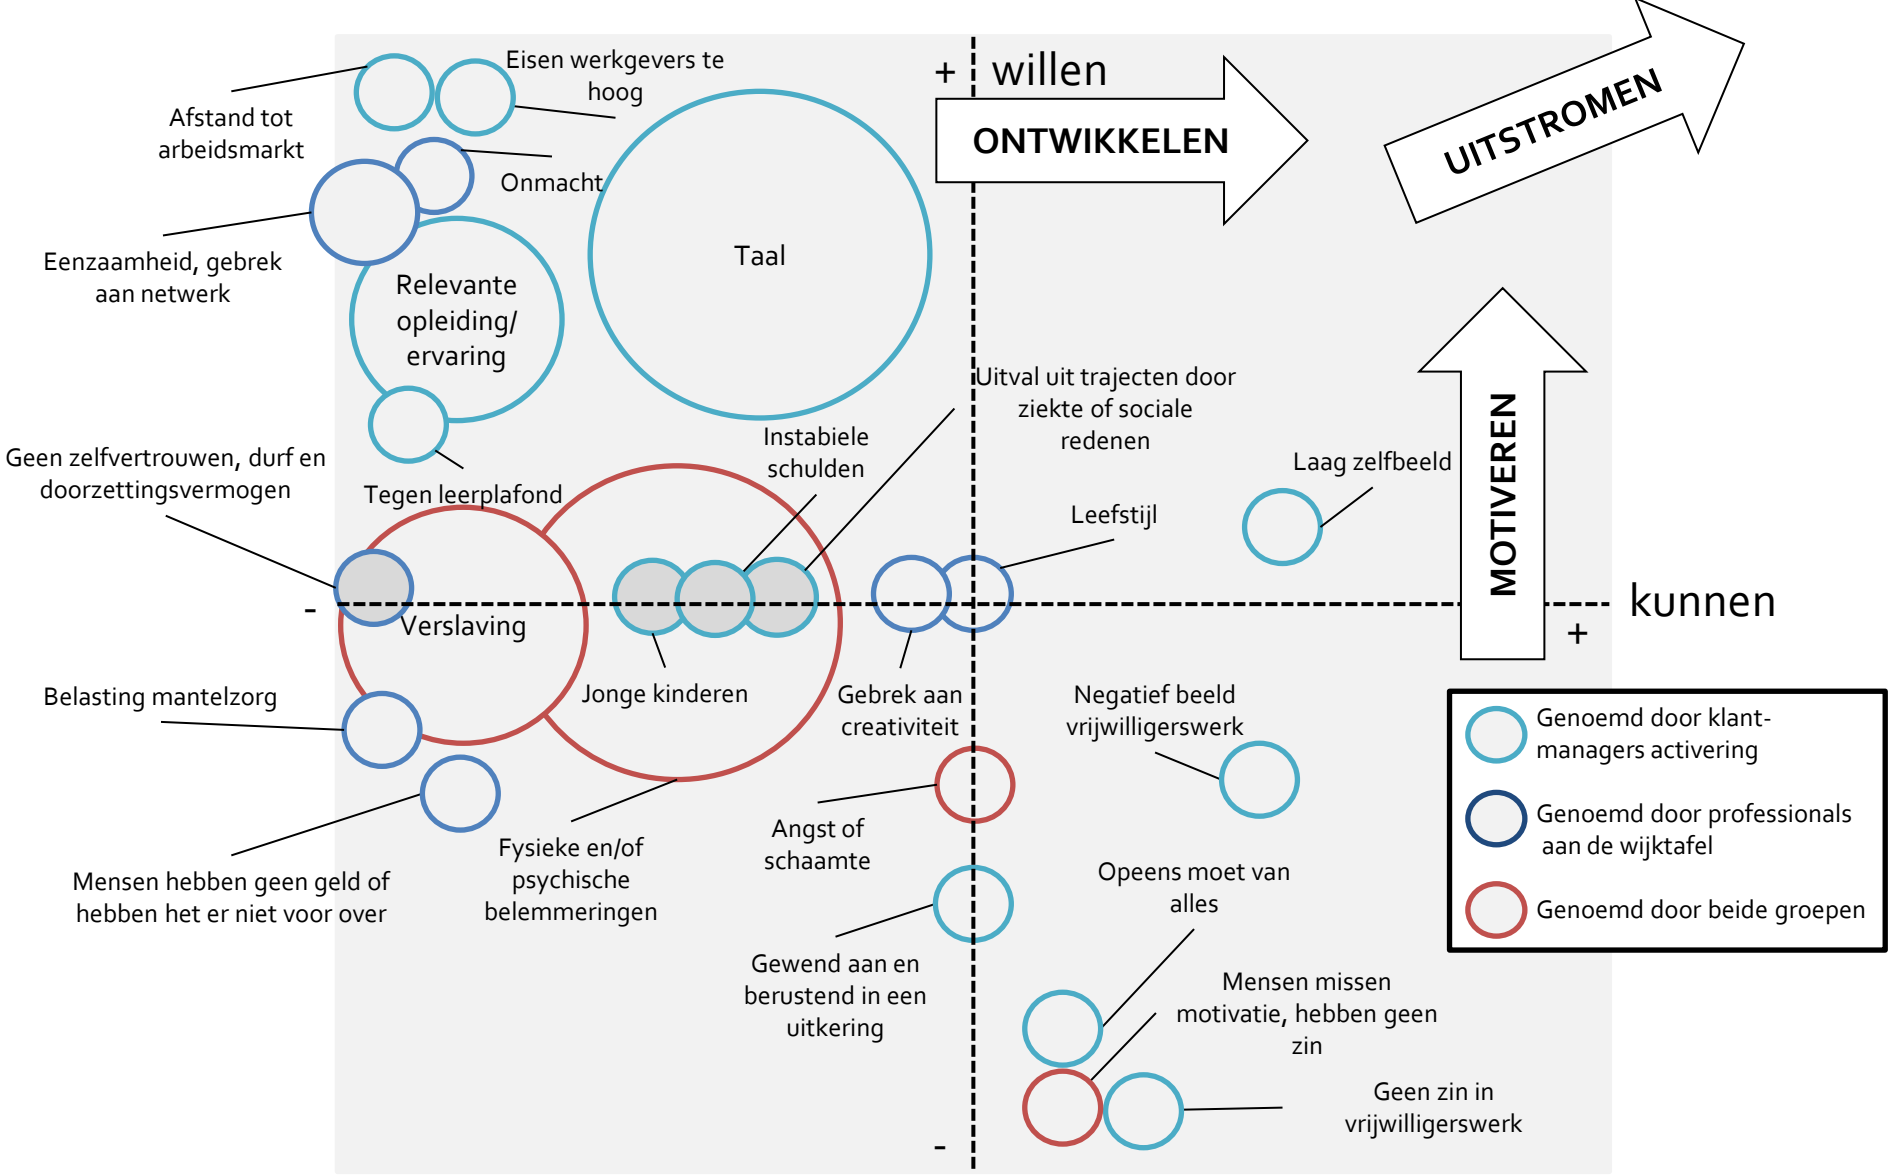 Eisen werkgevers te
hoog
+
willen
UITSTROMEN
Afstand tot
arbeidsmarkt
ONTWIKKELEN
Onmacht
Eenzaamheid, gebrek
aan netwerk
Taal
Relevante
opleiding/
ervaring
Uitval uit trajecten door
ziekte of sociale
redenen
MOTIVEREN
Instabiele
schulden
Laag zelfbeeld
Geen zelfvertrouwen, durf en
doorzettingsvermogen
Tegen leerplafond
Leefstijl
-
kunnen
+
Verslaving
Belasting mantelzorg
Jonge kinderen
Gebrek aan
creativiteit
Negatief beeld
vrijwilligerswerk
Genoemd door klant-
managers activering
Genoemd door professionals
aan de wijktafel
Genoemd door beide groepen
Angst of
schaamte
Fysieke en/of
psychische
belemmeringen
Mensen hebben geen geld of
hebben het er niet voor over
Opeens moet van
alles
Gewend aan en
berustend in een
uitkering
Mensen missen
motivatie, hebben geen
zin
Geen zin in
vrijwilligerswerk
-